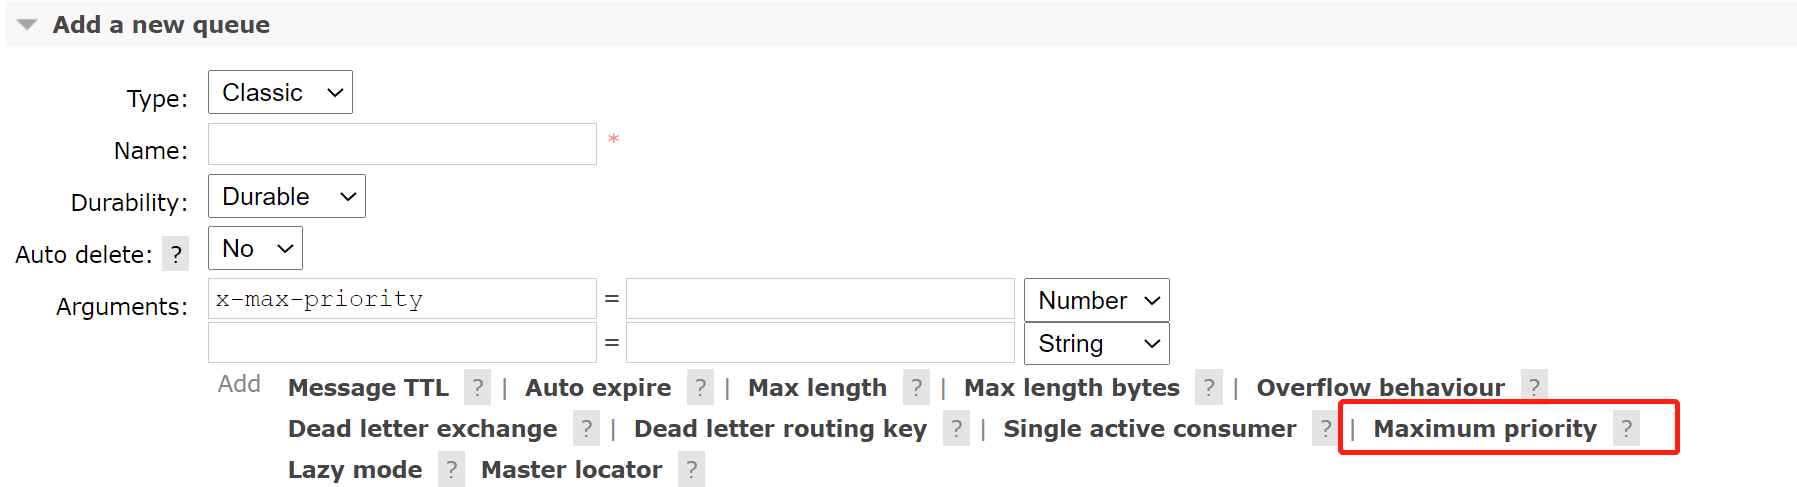 Add a new queue
Type: Classic
Name: *
Durability: Durable
Auto delete: ? No
Arguments: x-max-priority = Number
= String
Add Message TTL ? | Auto expire ? | Max length ? | Max length bytes ? | Overflow behaviour ?
Dead letter exchange ? | Dead letter routing key ? | Single active consumer ? | Maximum priority ?
Lazy mode ? Master locator ?